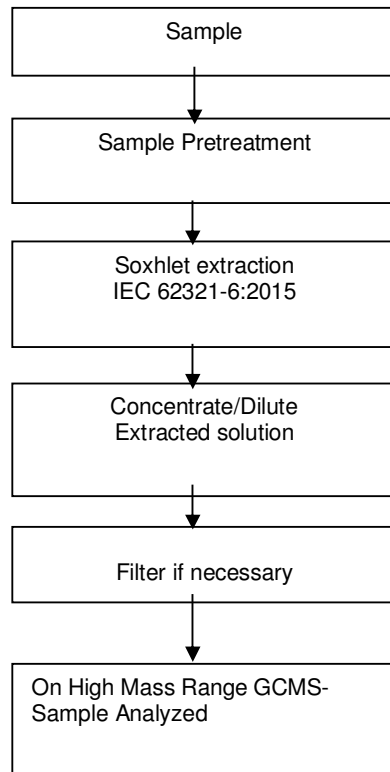 Sample
Sample Pretreatment
Soxhlet extraction
IEC 62321-6:2015
Concentrate/Dilute
Extracted solution
Filter if necessary
On High Mass Range GCMS-
Sample Analyzed